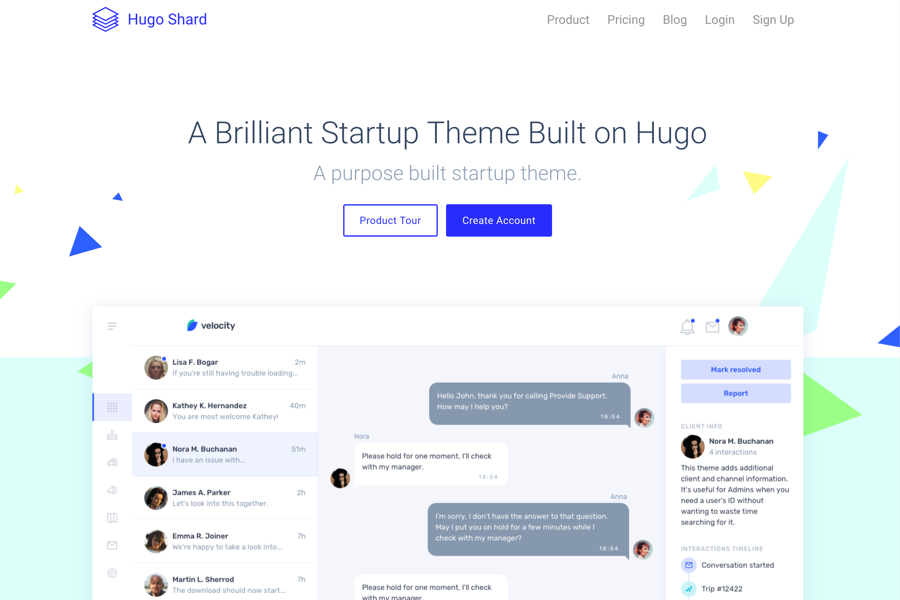 Hugo Shard
Product
Pricing
Blog
Login
Sign Up
A Brilliant Startup Theme Built on Hugo
A purpose built startup theme.
Product Tour
Create Account
velocity
Lisa F. Bogar
2m
If you're still having trouble loading...
Kathey K. Hernandez
40m
You are most welcome Kathey!
Nora M. Buchanan
51m
I have an issue with...
James A. Parker
2h
Let's look into this together.
Emma R. Joiner
7h
We're happy to take a look into...
Martin L. Sherrod
7h
The download should now start...
Anna
Hello John, thank you for calling Provide Support.
How may I help you?
18:54
Nora
Please hold for one moment, I'll check
with my manager.
18:54
Anna
I'm sorry, I don't have the answer to that question.
May I put you on hold for a few minutes while I
check with my manager?
18:54
Please hold for one moment, I'll check
with my manager.
Mark resolved
Report
CLIENT INFO
Nora M. Buchanan
4 interactions
This theme adds additional
client and channel information.
It's useful for Admins when you
need a user's ID without
wanting to waste time
searching for it.
INTERACTIONS TIMELINE
Conversation started
Trip #12422